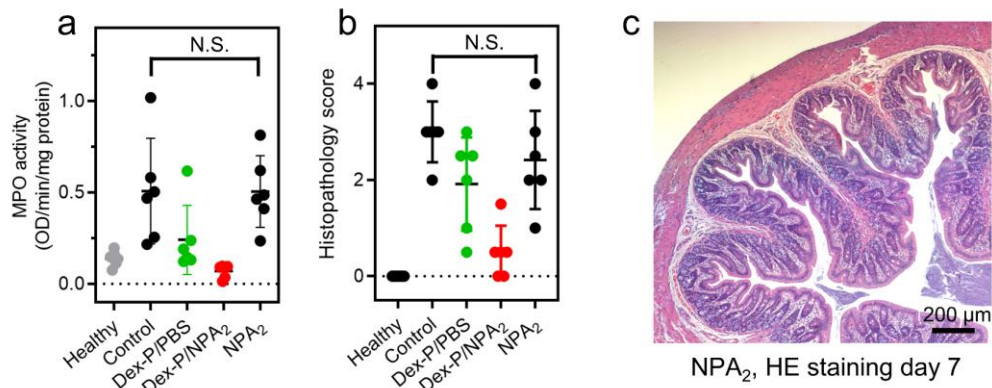 a
N.S.
MPO activity
(OD/min/mg protein)
1.0
0.5
0.0
Healthy
Control
Dex-P/PBS
Dex-P/NPA₂
NPA₂
b
N.S.
Histopathology score
4
2
0
Healthy
Control
Dex-P/PBS
Dex-P/NPA₂
NPA₂
c
200 µm
NPA₂, HE staining day 7